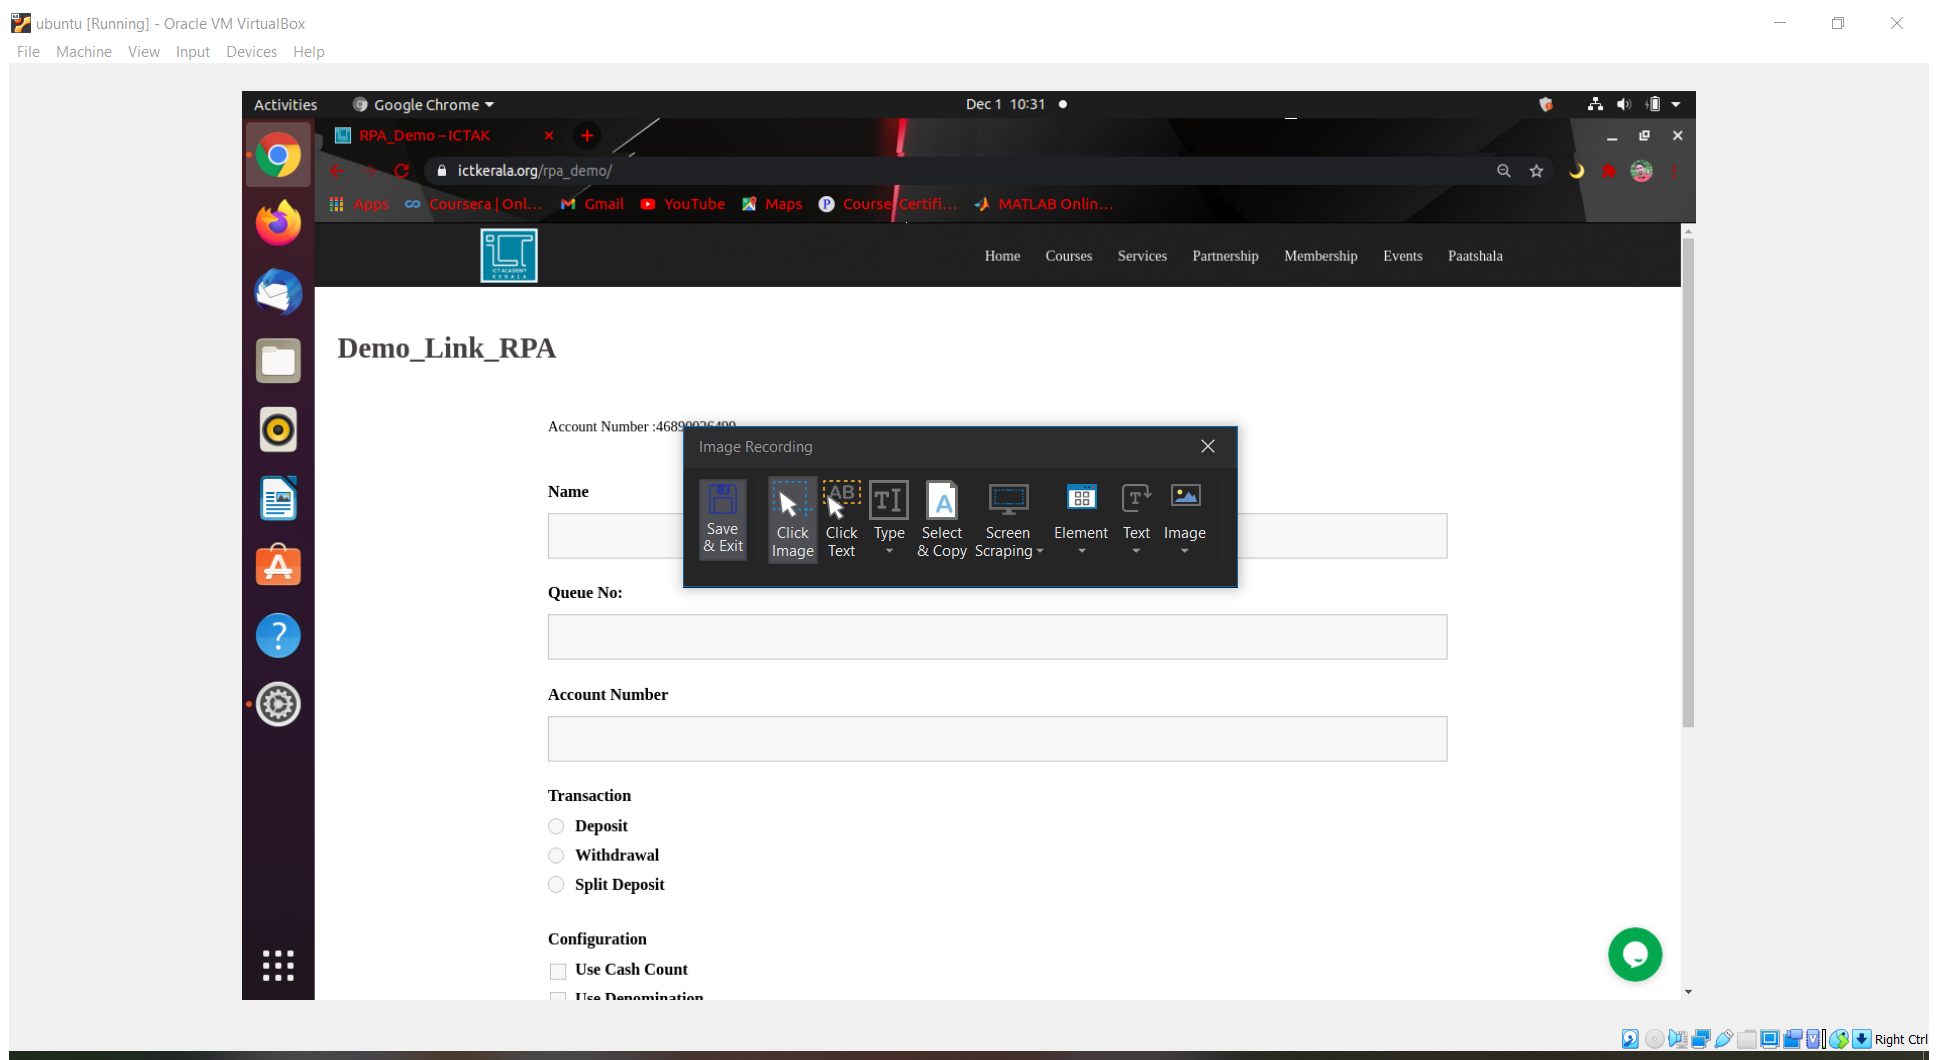 ubuntu [Running] - Oracle VM VirtualBox
File Machine View Input Devices Help
Activities Google Chrome Dec 1 10:31
RPA_Demo – ICTAK
ictkerala.org/rpa_demo/
Apps Coursera | Onl... Gmail YouTube Maps Course Certifi... MATLAB Onlin...
ICT ACADEMY
KERALA
Home Courses Services Partnership Membership Events Paatshala
Demo_Link_RPA
Account Number :46890026499
Image Recording
Save & Exit
Click Image
Click Text
Type
Select & Copy
Screen Scraping
Element
Text
Image
Name
Queue No:
Account Number
Transaction
Deposit
Withdrawal
Split Deposit
Configuration
Use Cash Count
Use Denomination
Right Ctrl